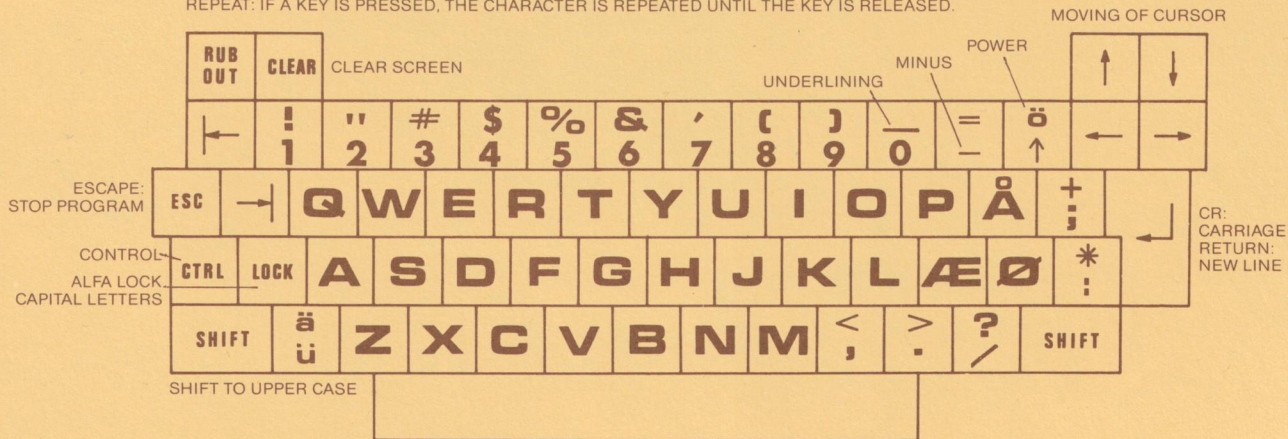 REPEAT: IF A KEY IS PRESSED, THE CHARACTER IS REPEATED UNTIL THE KEY IS RELEASED.
MOVING OF CURSOR
POWER
MINUS
UNDERLINING
RUB OUT CLEAR CLEAR SCREEN ↑ ↓
|← ! 1 " 2 # 3 $ 4 % 5 & 6 ' 7 ( 8 ) 9 _ 0 = - ö ↑ ← →
ESCAPE:
STOP PROGRAM
ESC →| Q W E R T Y U I O P Å + ;
CR:
CARRIAGE
RETURN:
NEW LINE
CONTROL
ALFA LOCK
CAPITAL LETTERS
CTRL LOCK A S D F G H J K L Æ Ø * :
SHIFT ä ü Z X C V B N M < , > . ? / SHIFT
SHIFT TO UPPER CASE